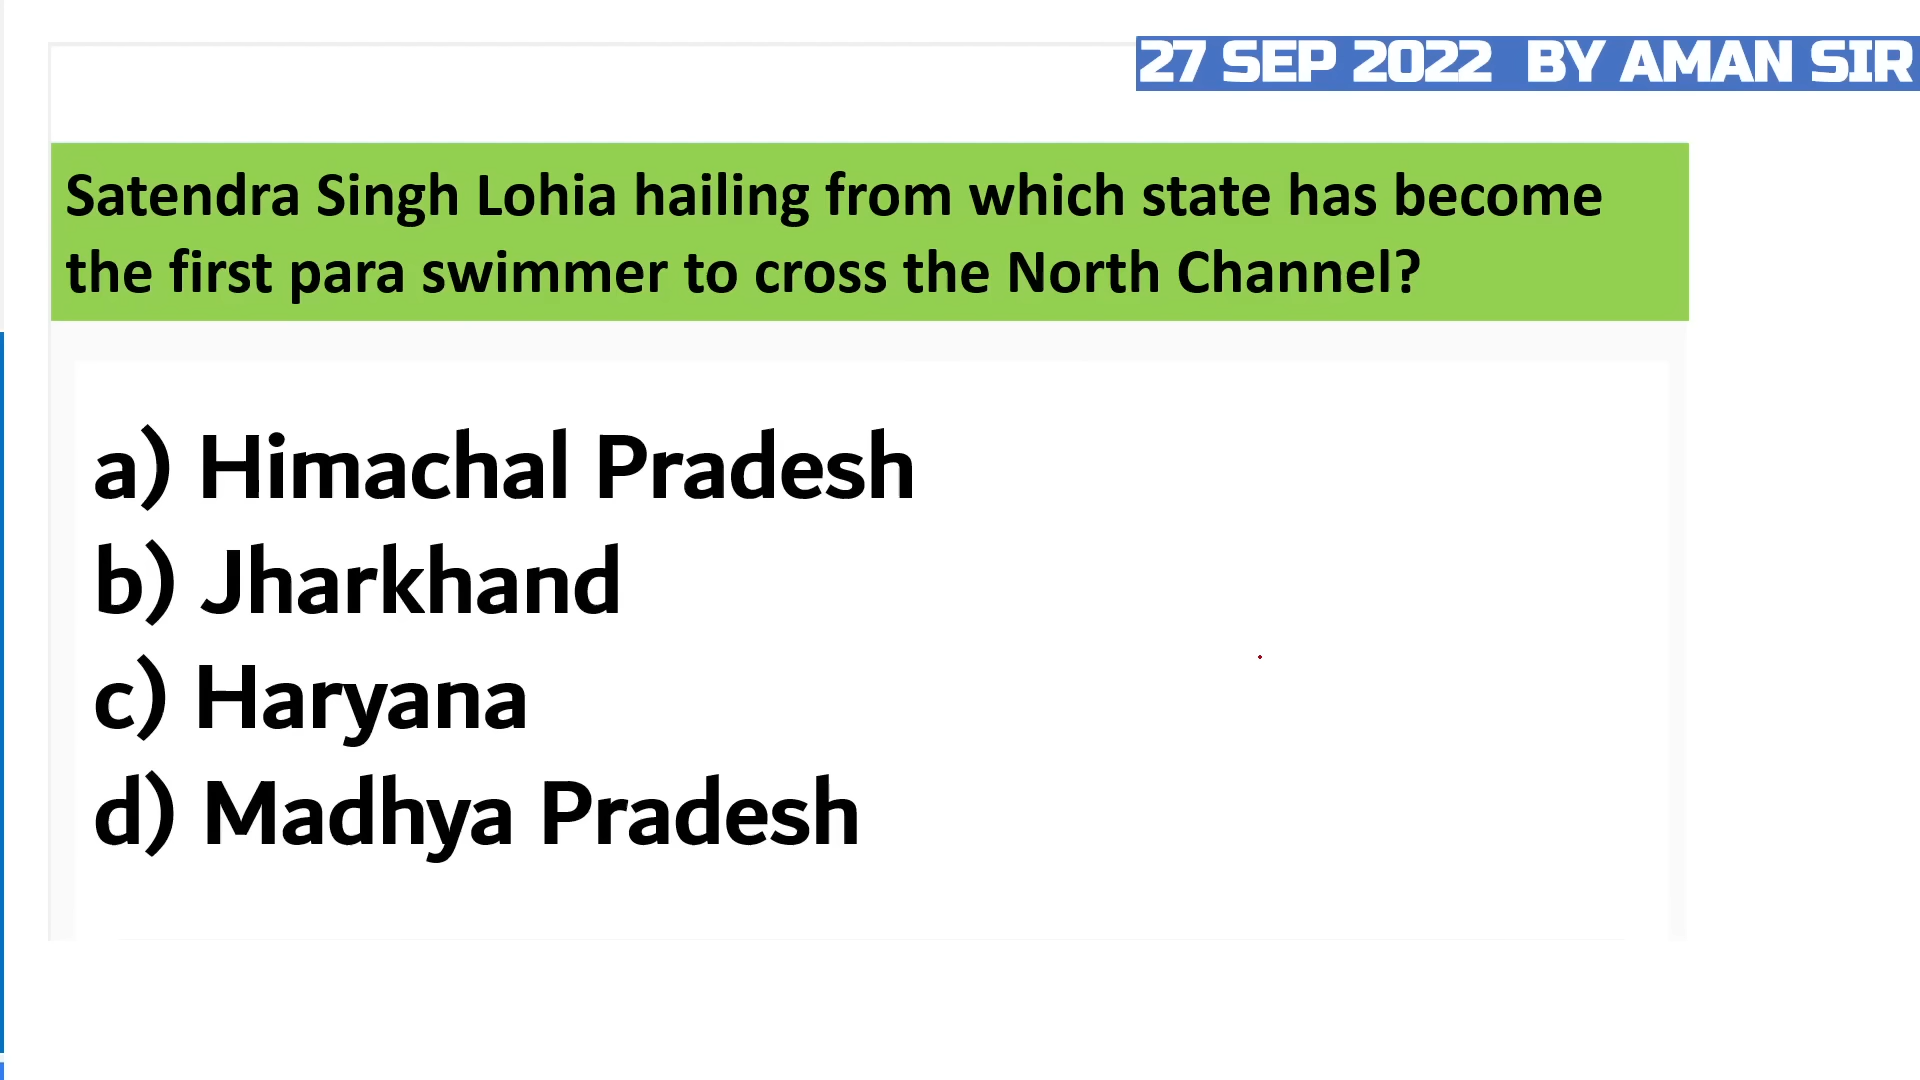 27 SEP 2022 BY AMAN SIR
Satendra Singh Lohia hailing from which state has become
the first para swimmer to cross the North Channel?
a) Himachal Pradesh
b) Jharkhand
c) Haryana
d) Madhya Pradesh